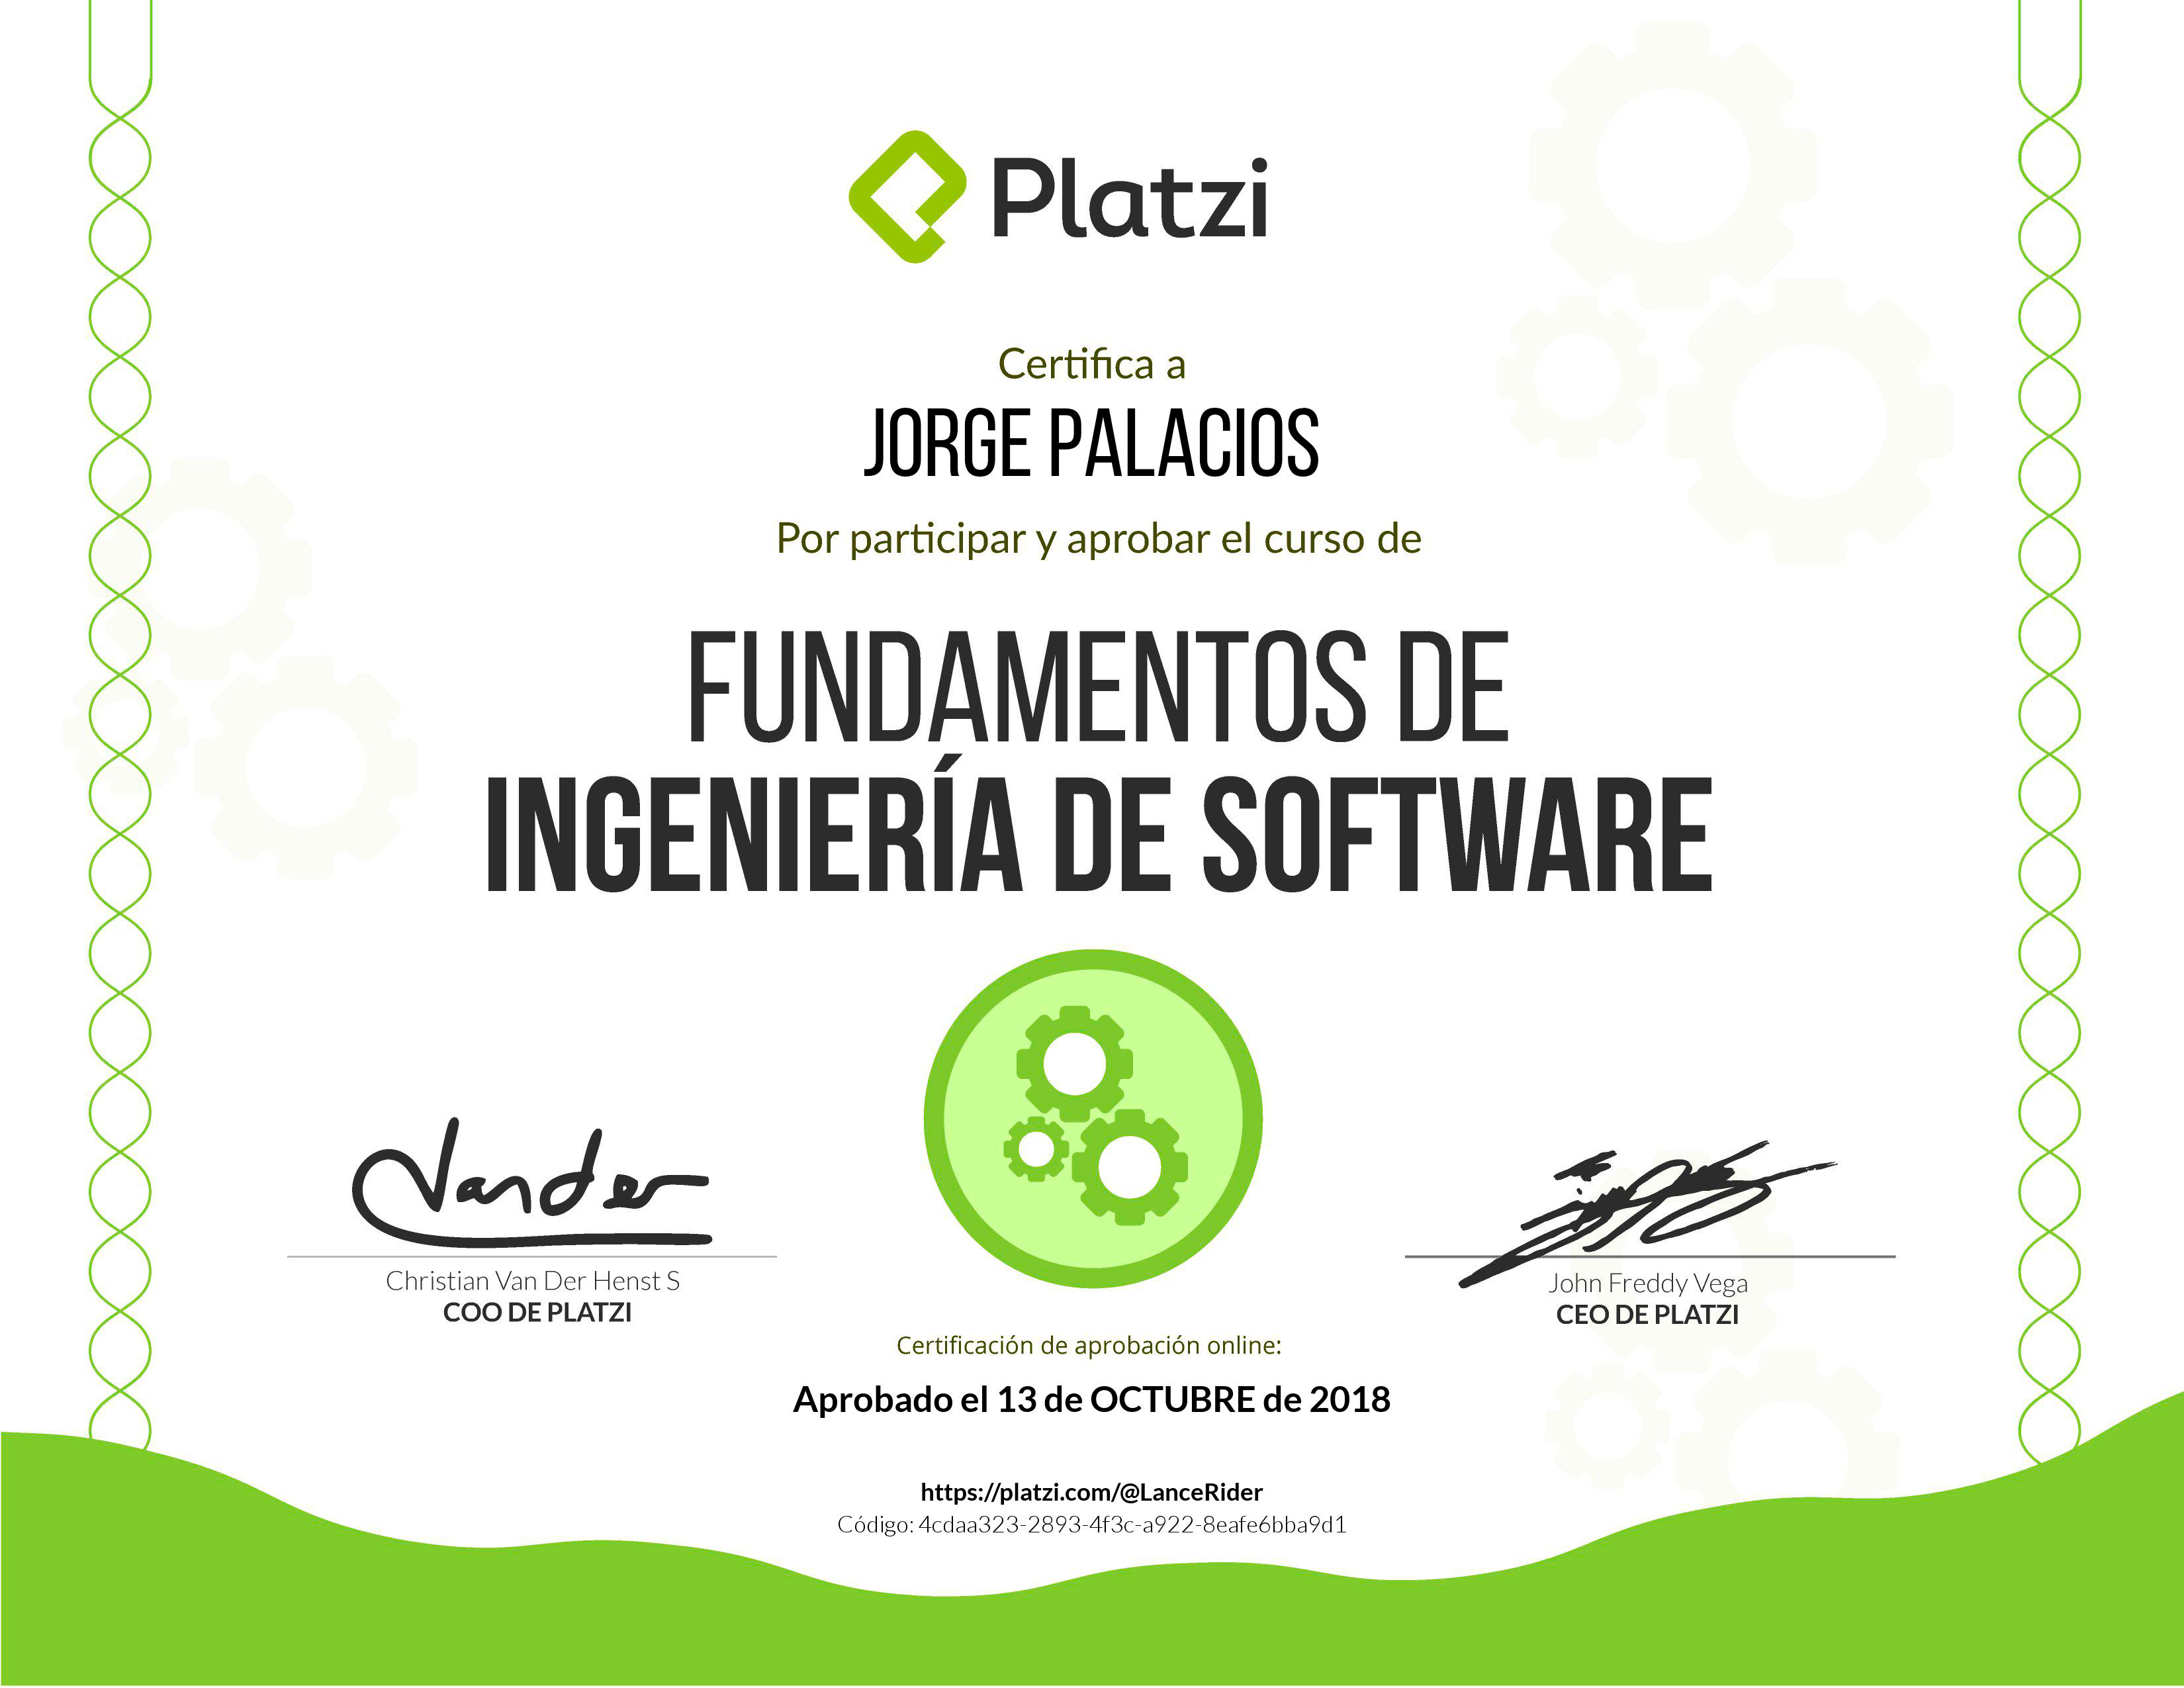 Platzi
Certifica a
JORGE PALACIOS
Por participar y aprobar el curso de
FUNDAMENTOS DE
INGENIERÍA DE SOFTWARE
Vander
Christian Van Der Henst S
COO DE PLATZI
John Freddy Vega
CEO DE PLATZI
Certificación de aprobación online:
Aprobado el 13 de OCTUBRE de 2018
https://platzi.com/@LanceRider
Código: 4cdaa323-2893-4f3c-a922-8eafe6bba9d1